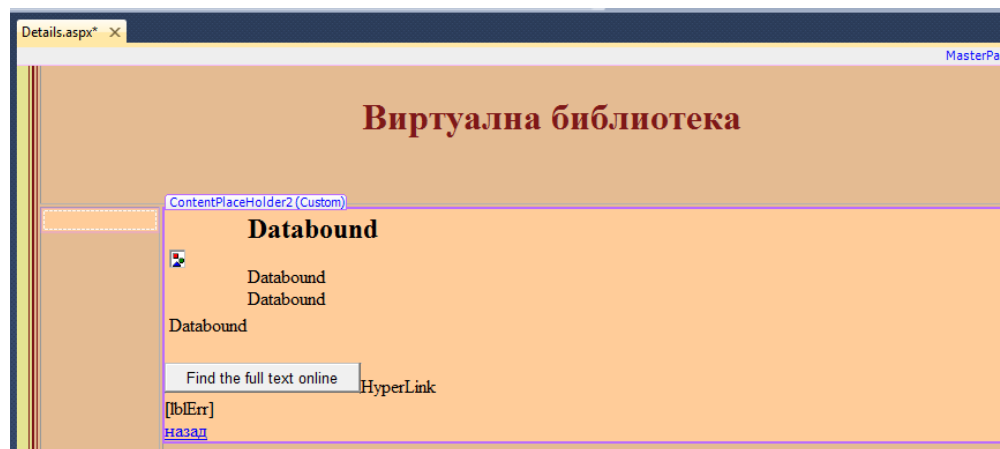 Details.aspx*
MasterPa
Виртуална библиотека
ContentPlaceHolder2 (Custom)
Databound
Databound
Databound
Databound
Find the full text online HyperLink
[lblErr]
назад